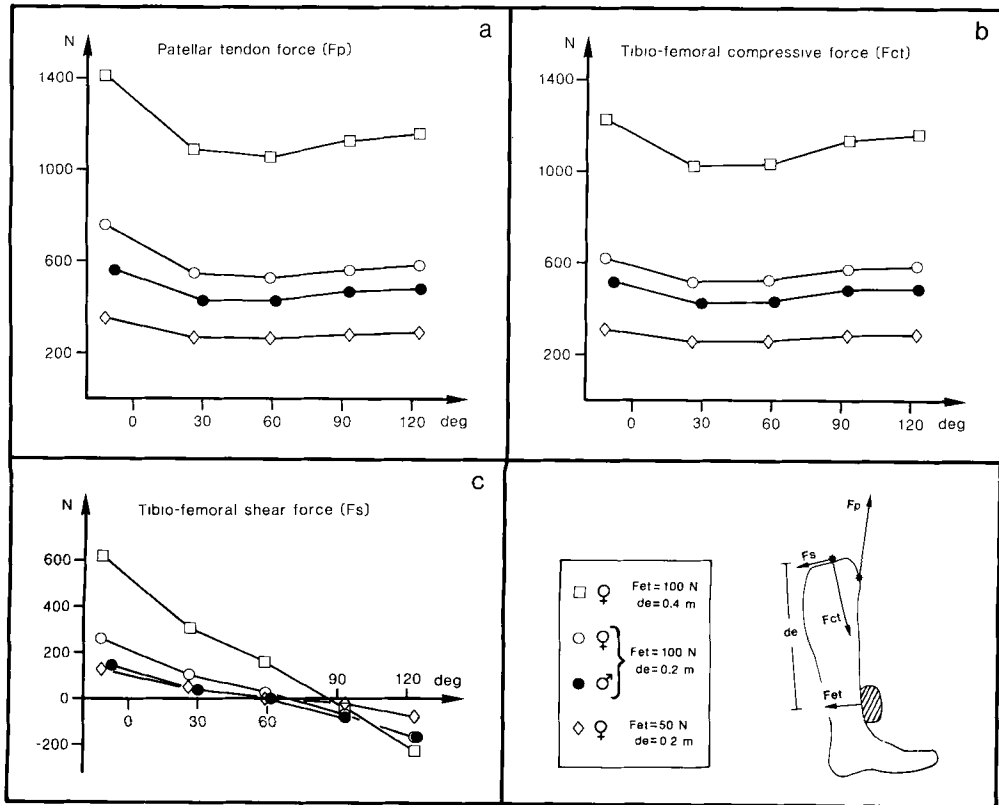 a
N
Patellar tendon force (Fp)
1400
1000
600
200
0 30 60 90 120 deg
b
N
Tibio-femoral compressive force (Fct)
1400
1000
600
200
0 30 60 90 120 deg
c
N
Tibio-femoral shear force (Fs)
600
400
200
0
-200
0 30 60 90 120 deg
♀ Fet=100 N
de=0.4 m
♀
♂ } Fet=100 N
de=0.2 m
♀ Fet=50 N
de=0.2 m
Fp
Fs
Fct
de
Fet